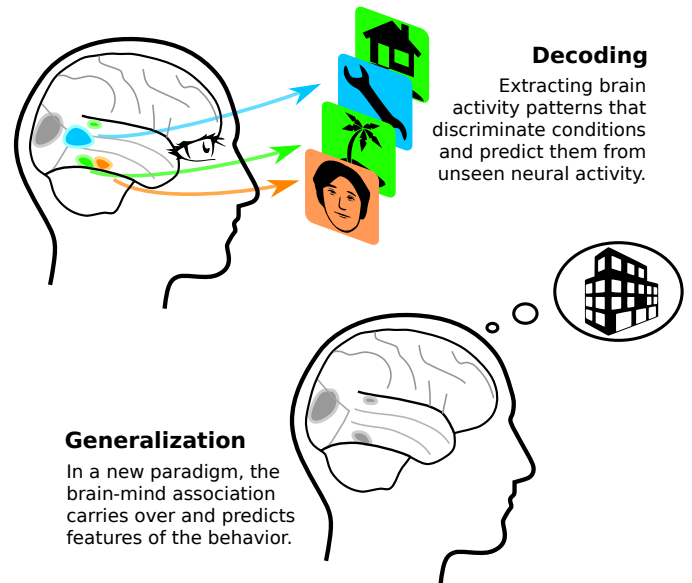 Decoding
Extracting brain
activity patterns that
discriminate conditions
and predict them from
unseen neural activity.
Generalization
In a new paradigm, the
brain-mind association
carries over and predicts
features of the behavior.